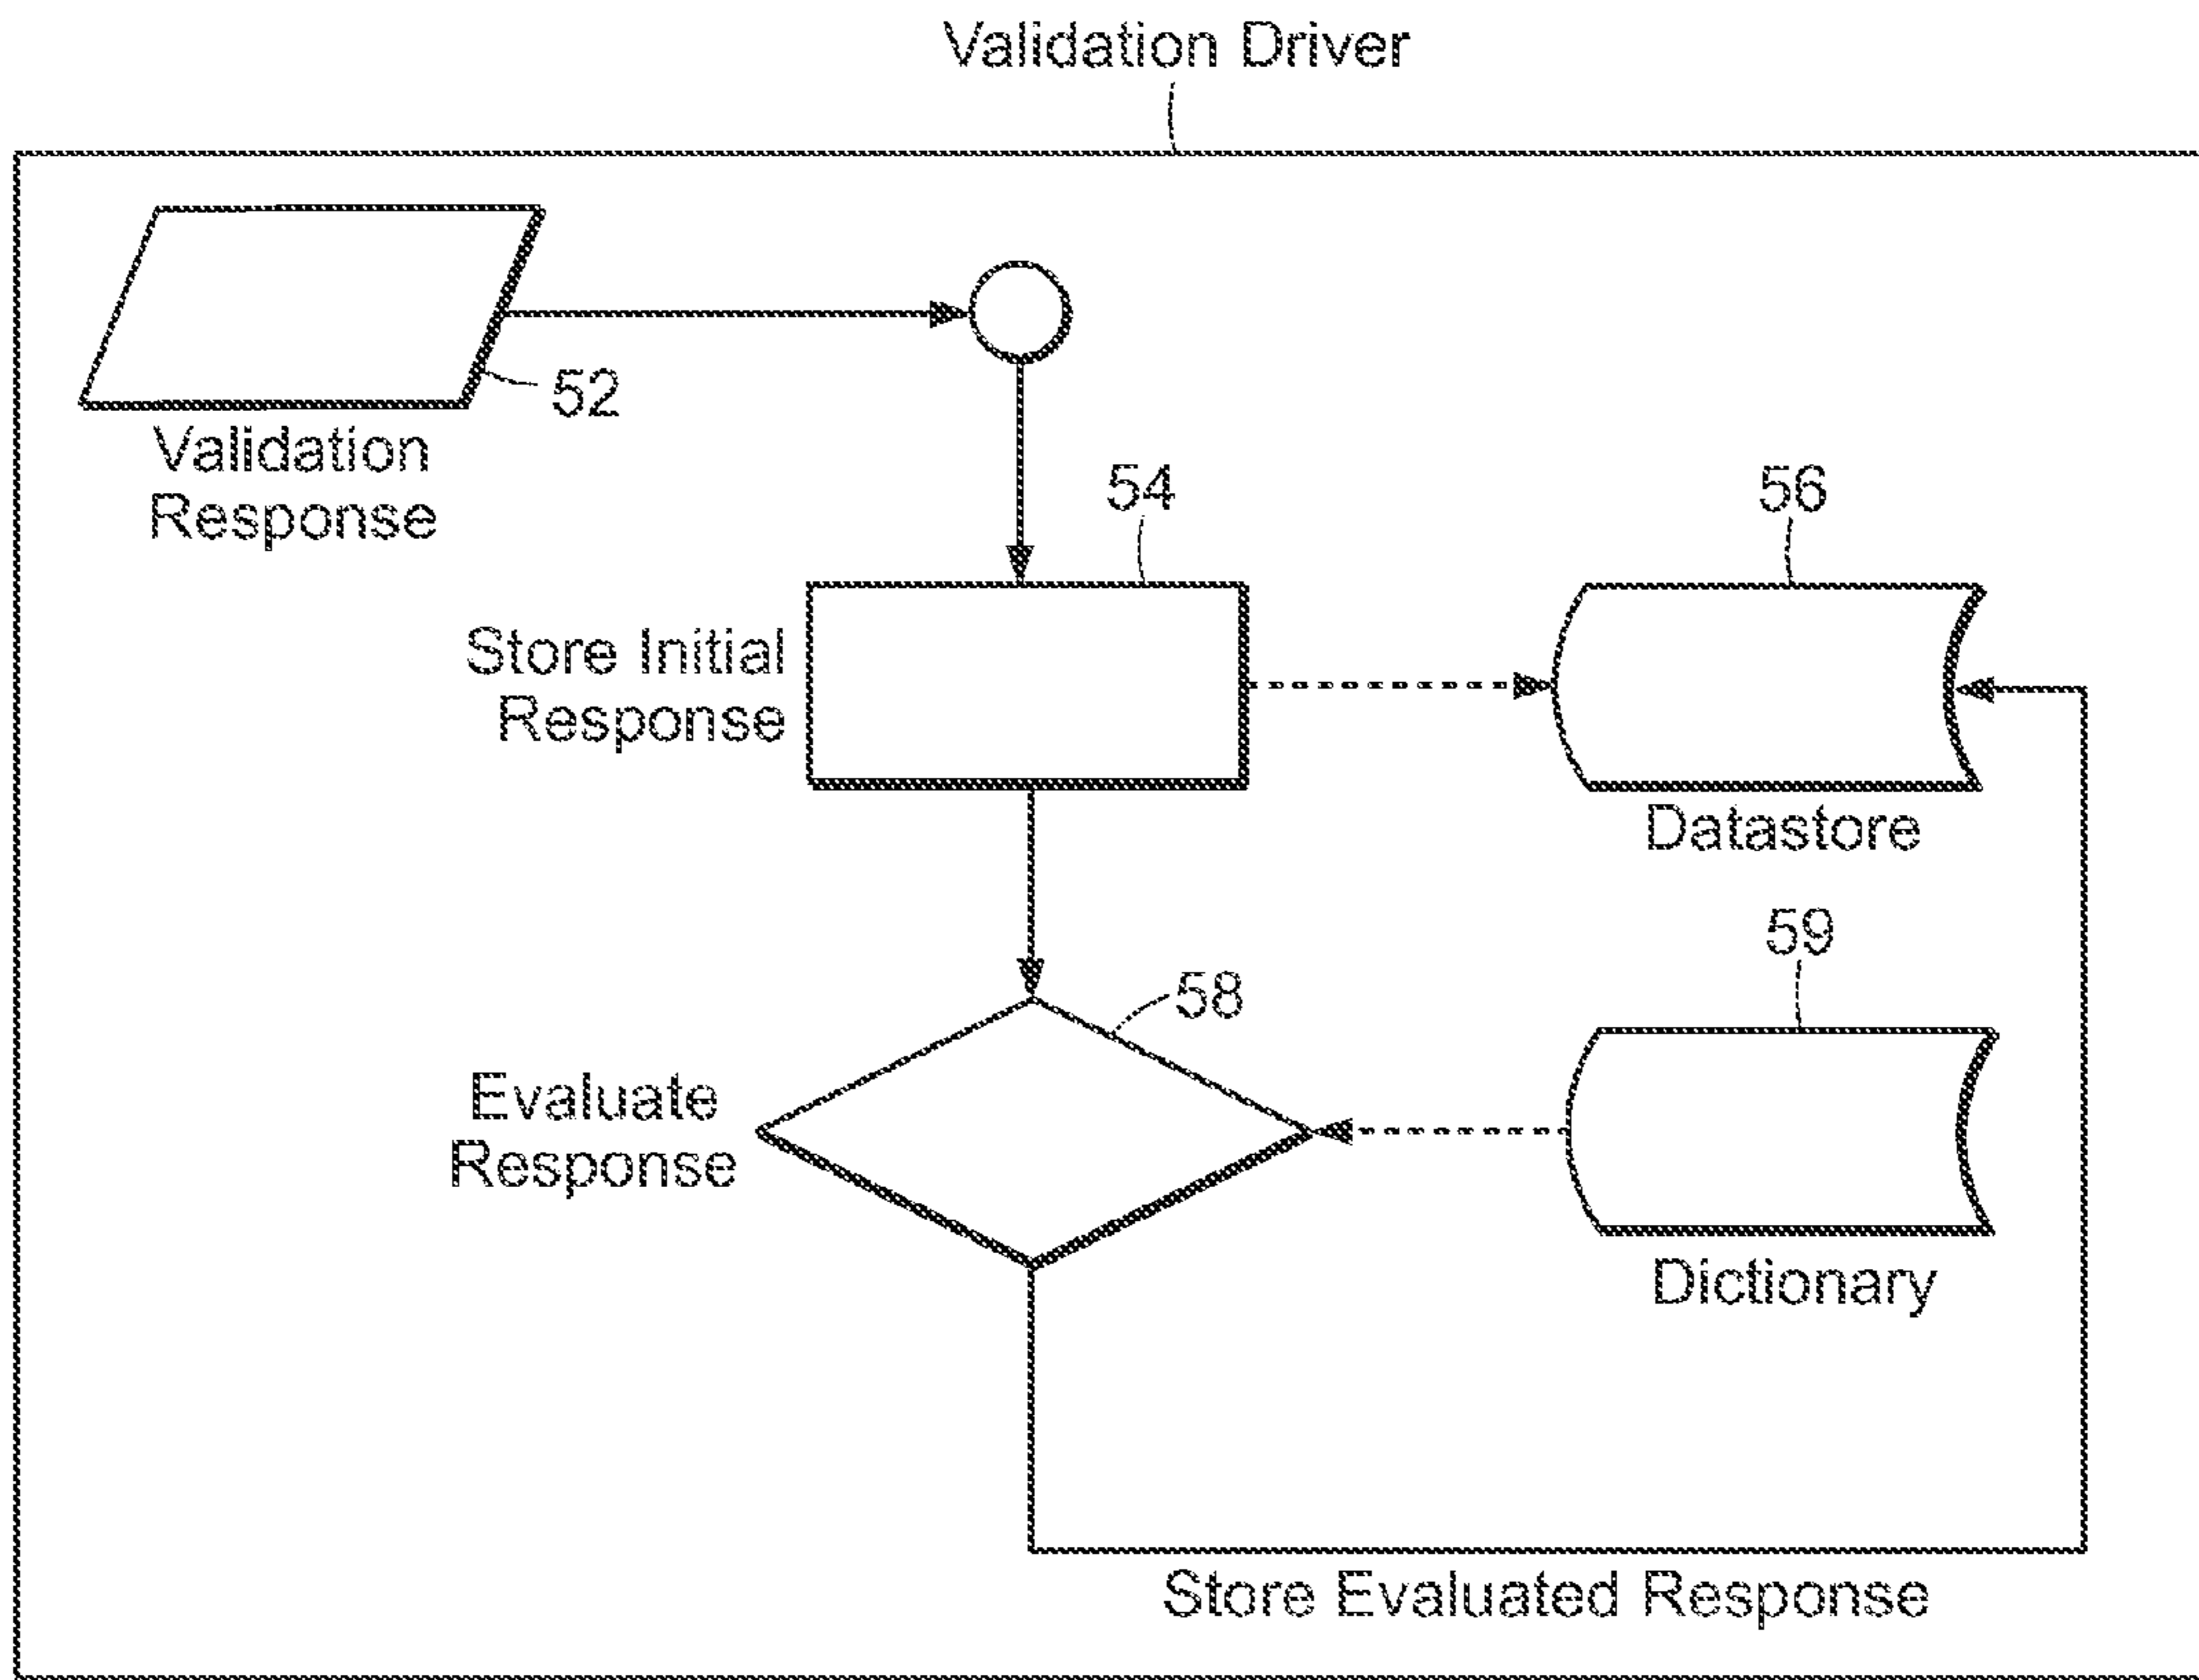 Validation Driver
52
Validation
Response
54
56
Store Initial
Response
Datastore
59
58
Evaluate
Response
Dictionary
Store Evaluated Response